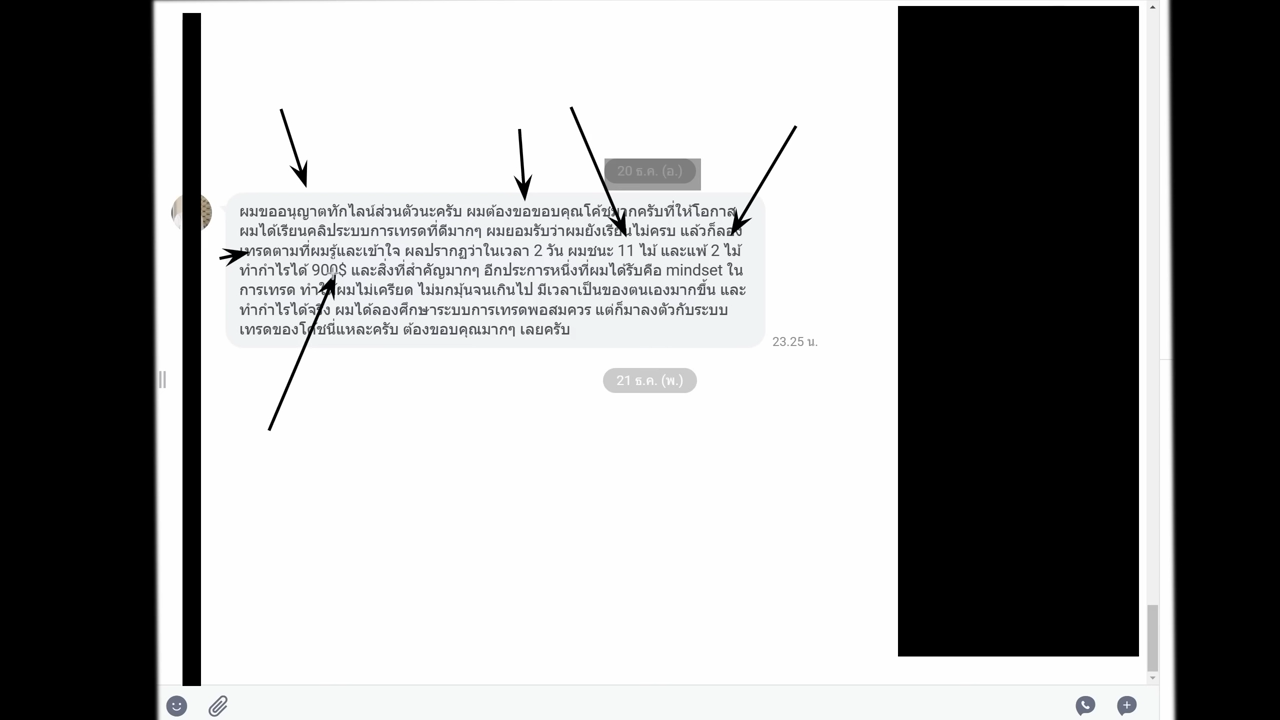 20 ธ.ค. (อ.)
ผมขออนุญาตทักไลน์ส่วนตัวนะครับ ผมต้องขอขอบคุณโค้ชมากครับที่ให้โอกาส
ผมได้เรียนคลิประบบการเทรดที่ดีมากๆ ผมยอมรับว่าผมยังเรียนไม่ครบ แล้วก็ลอง
เทรดตามที่ผมรู้และเข้าใจ ผลปรากฏว่าในเวลา 2 วัน ผมชนะ 11 ไม้ และแพ้ 2 ไม้
ทำกำไรได้ 900$ และสิ่งที่สำคัญมากๆ อีกประการหนึ่งที่ผมได้รับคือ mindset ใน
การเทรด ทำให้ผมไม่เครียด ไม่มกมุ้นจนเกินไป มีเวลาเป็นของตนเองมากขึ้น และ
ทำกำไรได้จริง ผมได้ลองศึกษาระบบการเทรดพอสมควร แต่ก็มาลงตัวกับระบบ
เทรดของโค้ชนี่แหละครับ ต้องขอบคุณมากๆ เลยครับ
23.25 น.
21 ธ.ค. (พ.)